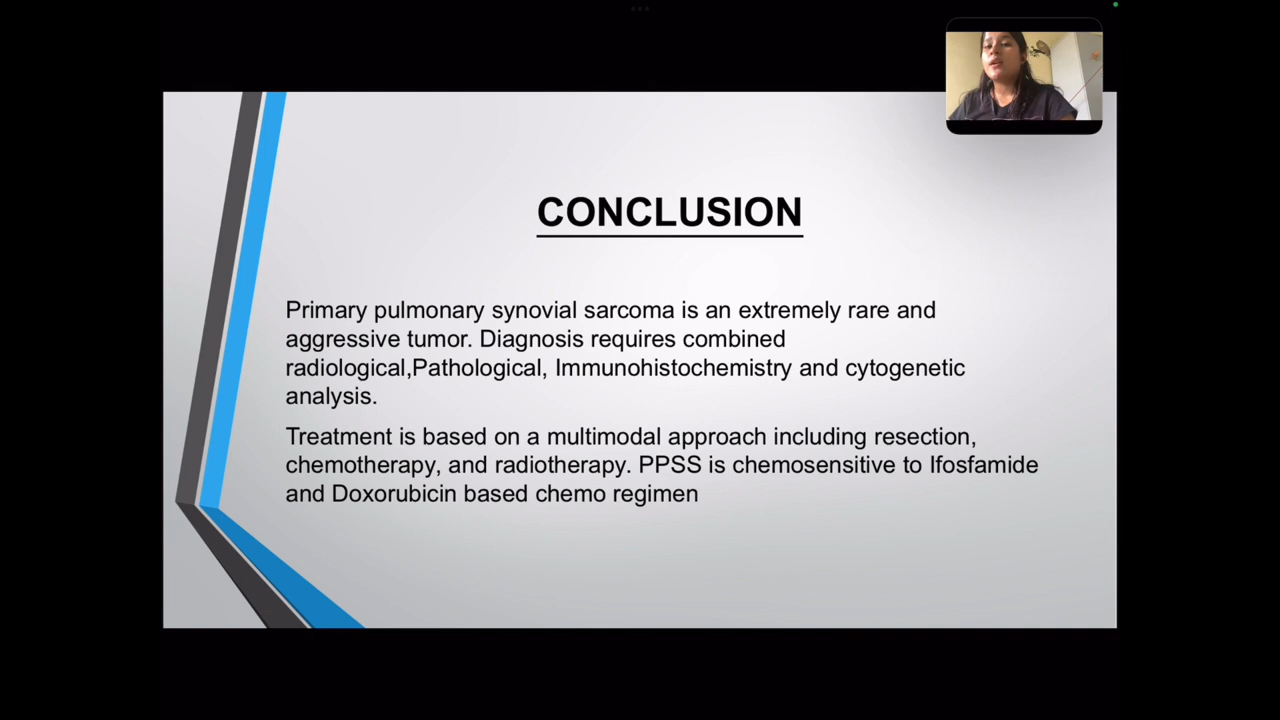 CONCLUSION
Primary pulmonary synovial sarcoma is an extremely rare and
aggressive tumor. Diagnosis requires combined
radiological,Pathological, Immunohistochemistry and cytogenetic
analysis.
Treatment is based on a multimodal approach including resection,
chemotherapy, and radiotherapy. PPSS is chemosensitive to Ifosfamide
and Doxorubicin based chemo regimen